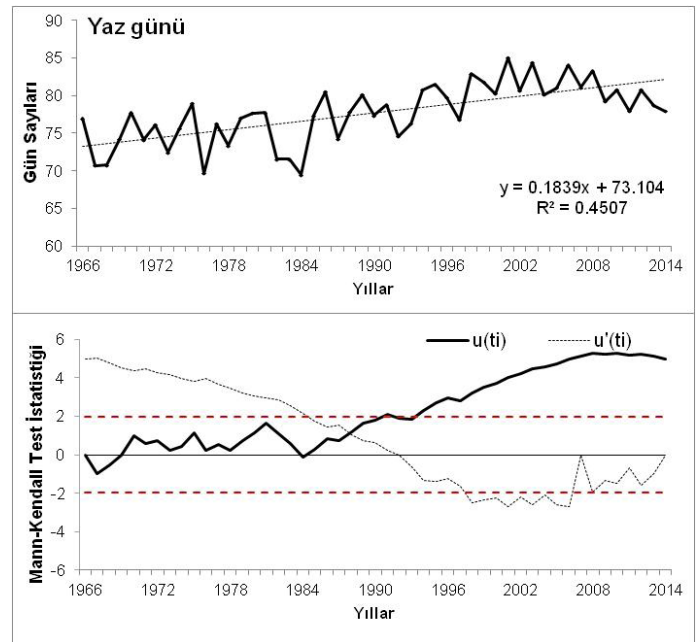 Yaz günü
90
85
80
75
70
65
60
Gün Sayıları
y = 0.1839x + 73.104
R² = 0.4507
1966 1972 1978 1984 1990 1996 2002 2008 2014
Yıllar
u(ti) u'(ti)
6
4
2
0
-2
-4
-6
Mann-Kendall Test İstatistiği
1966 1972 1978 1984 1990 1996 2002 2008 2014
Yıllar